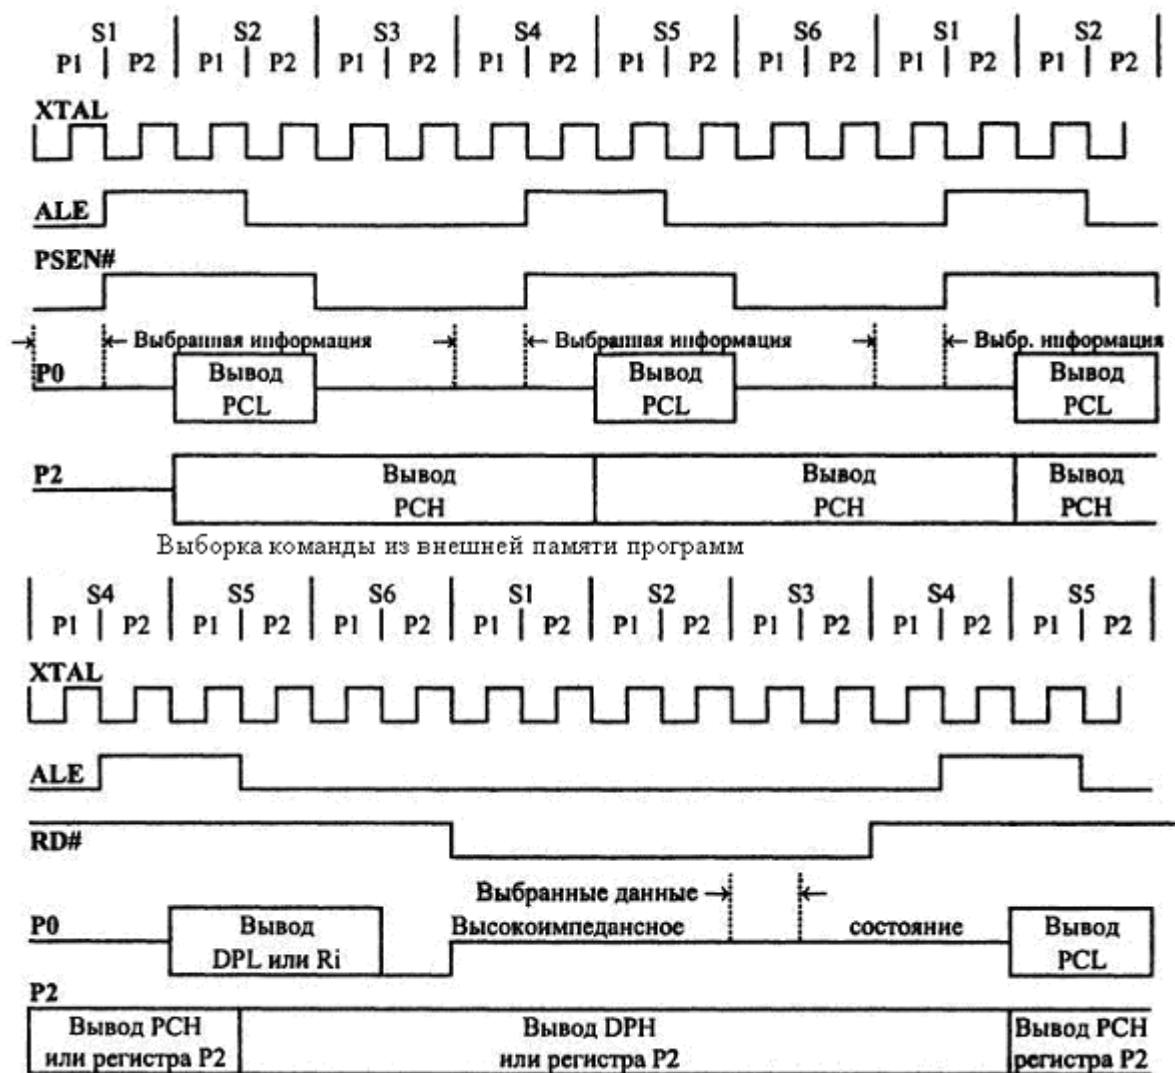 S1 S2 S3 S4 S5 S6 S1 S2
P1 P2 P1 P2 P1 P2 P1 P2 P1 P2 P1 P2 P1 P2 P1 P2
XTAL
ALE
PSEN#
Выбранная информация Выбранная информация Выбр. информация
P0
Вывод PCL
Вывод PCL
Вывод PCL
P2
Вывод PCH
Вывод PCH
Вывод PCH
Выборка команды из внешней памяти программ
S4 S5 S6 S1 S2 S3 S4 S5
P1 P2 P1 P2 P1 P2 P1 P2 P1 P2 P1 P2 P1 P2 P1 P2
XTAL
ALE
RD#
Выбранные данные
P0
Вывод
DPL или Ri
Высокоимпедансное состояние
Вывод
PCL
P2
Вывод PCH
или регистра P2
Вывод DPH
или регистра P2
Вывод PCH
регистра P2